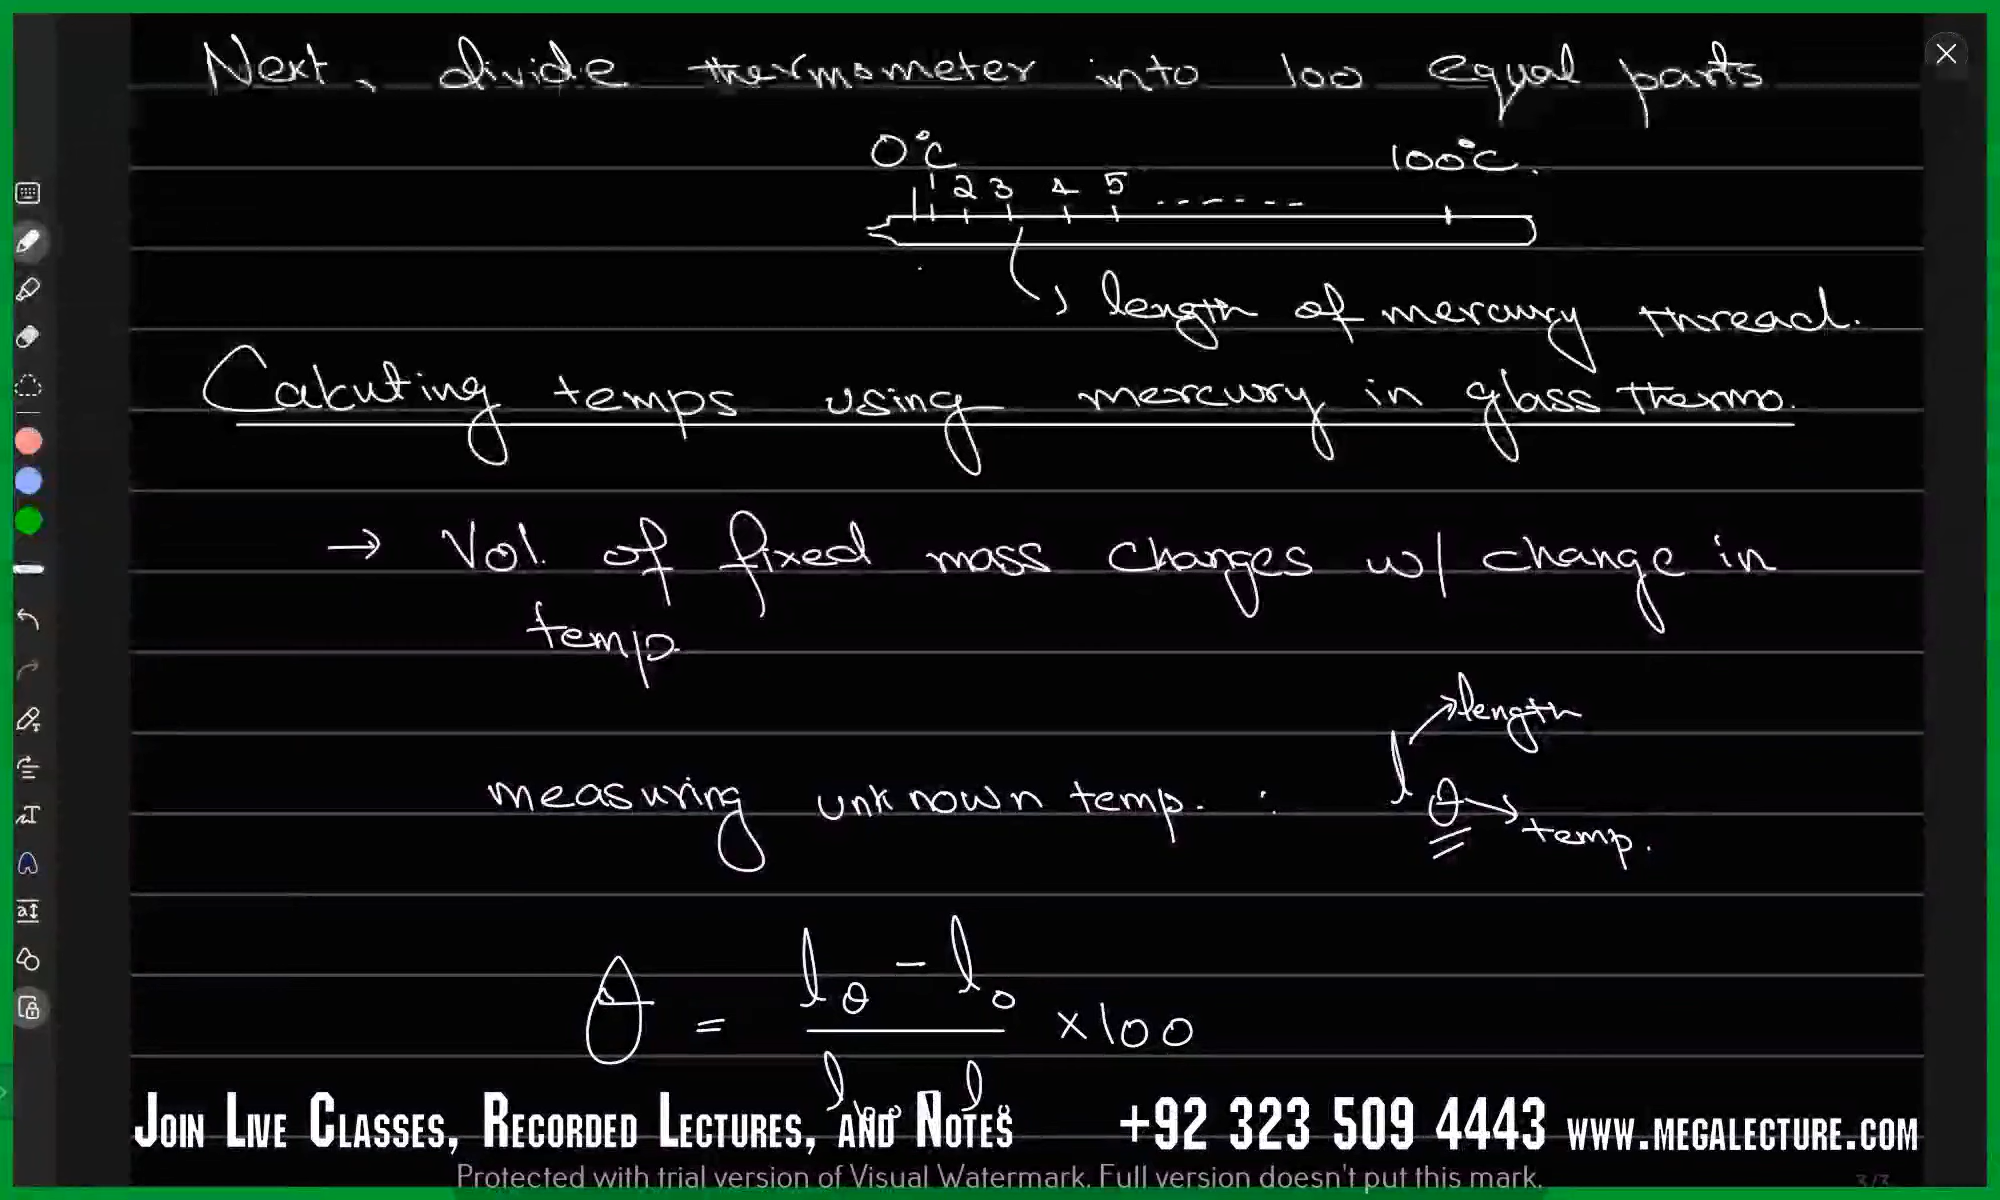 Next, divide thermometer into 100 equal parts
0°C 100°C.
1 2 3 4 5 ------
length of mercury thread.
Calcuting temps using mercury in glass thermo.
→ Vol. of fixed mass changes w/ change in
temp.
length
measuring unknown temp. : lθ
temp.
θ = lθ - l0 / l100 - l0 ×100
JOIN LIVE CLASSES, RECORDED LECTURES, AND NOTES +92 323 509 4443 WWW.MEGALECTURE.COM
Protected with trial version of Visual Watermark. Full version doesn't put this mark.
3/3